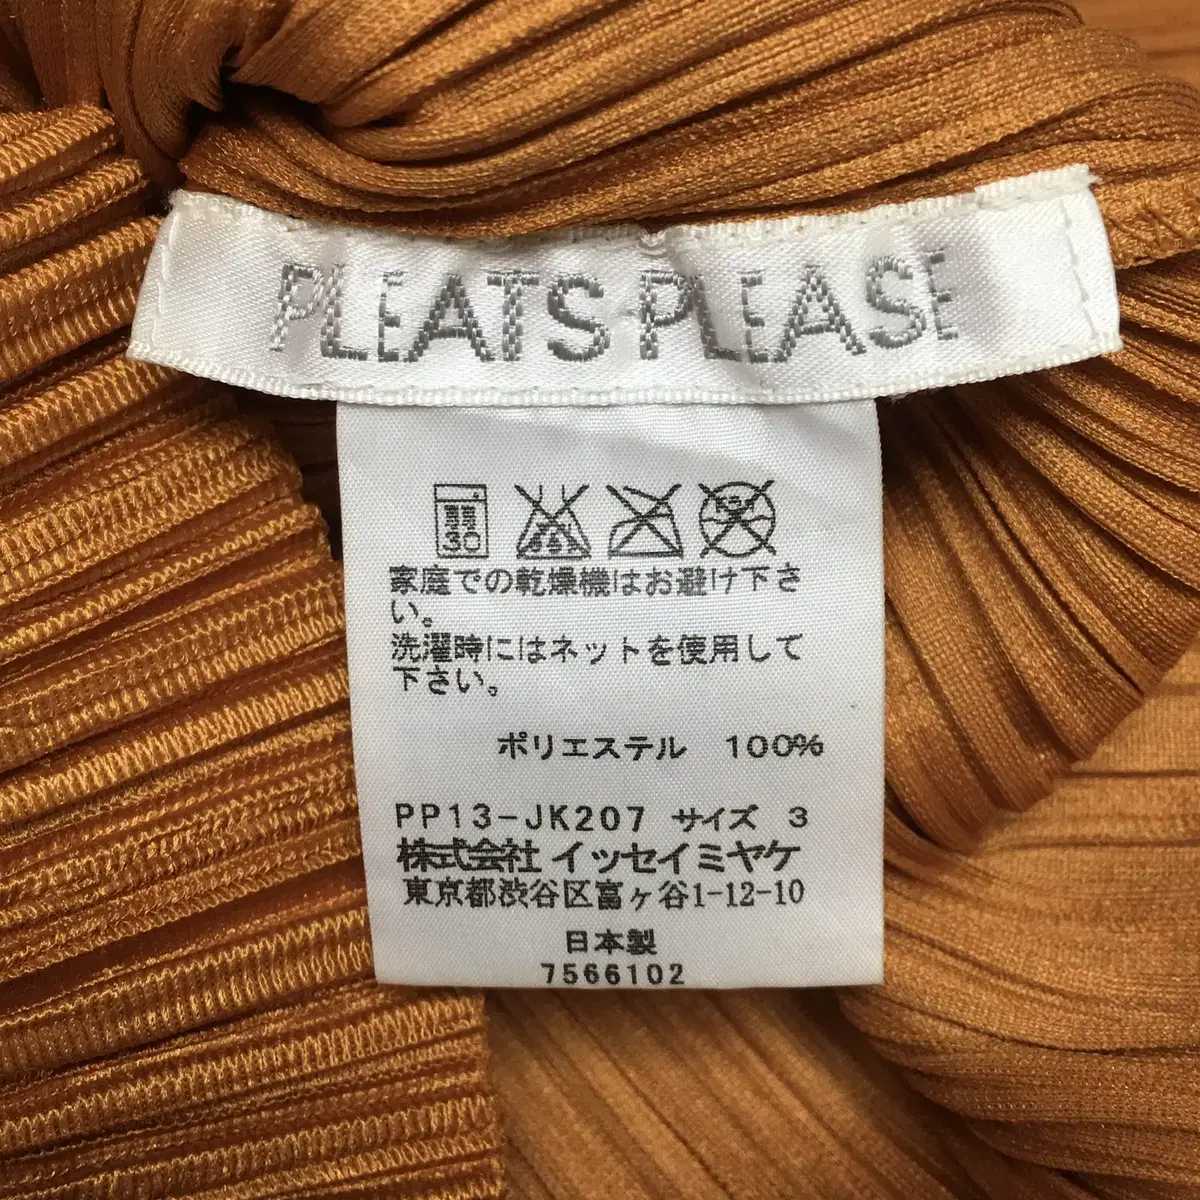 PLEATS PLEASE
30
家庭での乾燥機はお避け下さ
い。
洗濯時にはネットを使用して
下さい。
ポリエステル 100%
PP13-JK207 サイズ 3
株式会社 イッセイミヤケ
東京都渋谷区富ヶ谷1-12-10
日本製
7566102